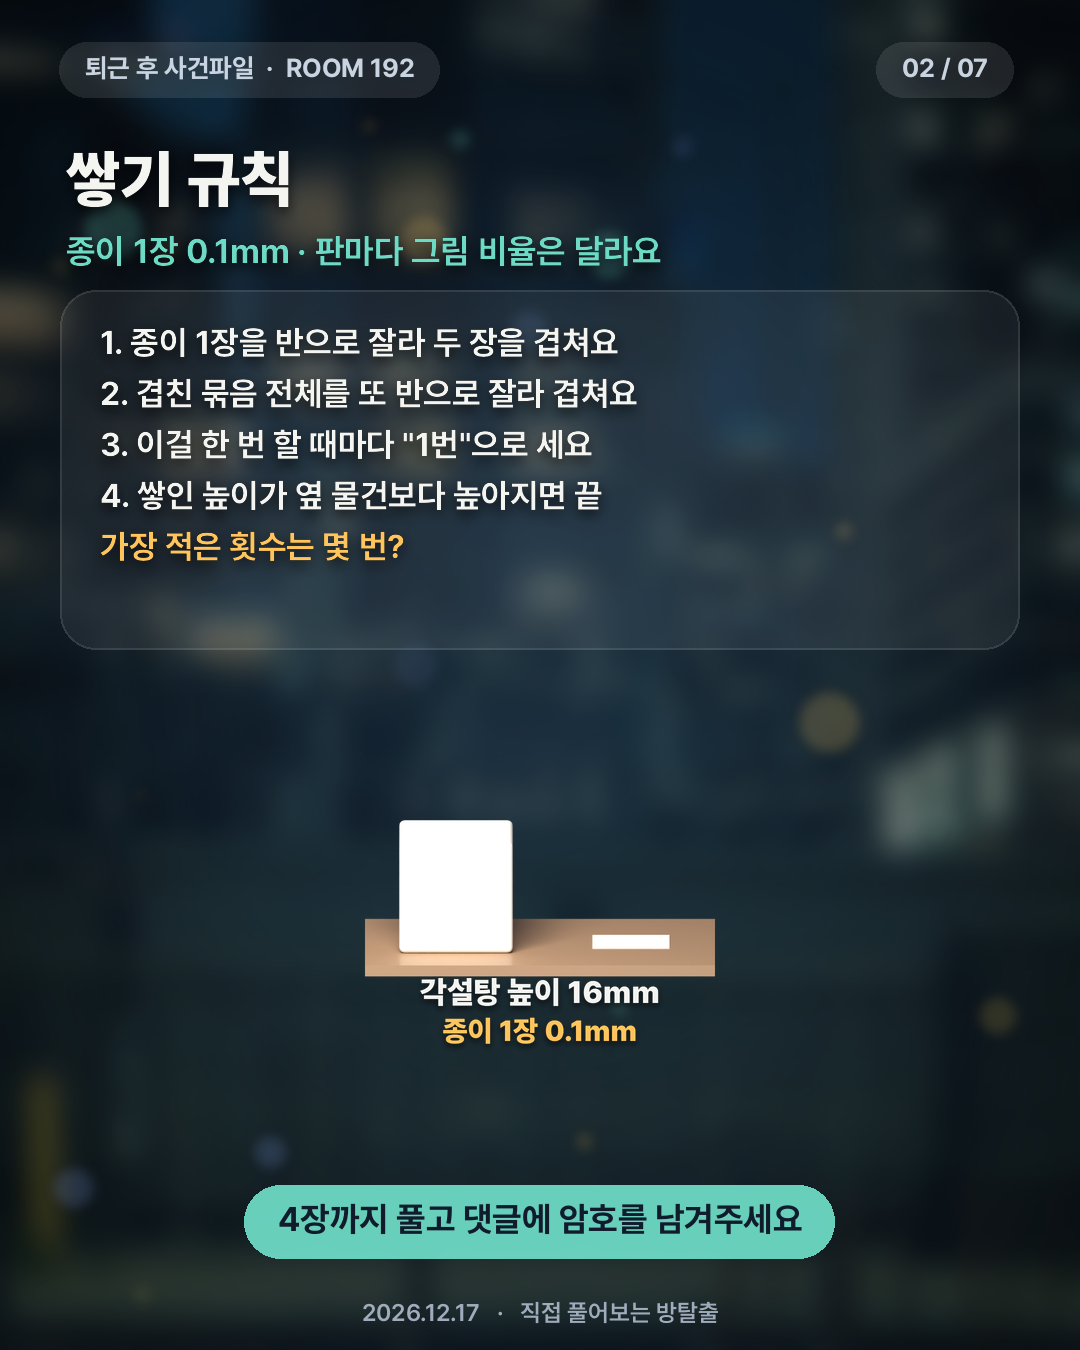 퇴근 후 사건파일 · ROOM 192
02 / 07
쌓기 규칙
종이 1장 0.1mm · 판마다 그림 비율은 달라요
1. 종이 1장을 반으로 잘라 두 장을 겹쳐요
2. 겹친 묶음 전체를 또 반으로 잘라 겹쳐요
3. 이걸 한 번 할 때마다 "1번"으로 세요
4. 쌓인 높이가 옆 물건보다 높아지면 끝
가장 적은 횟수는 몇 번?
각설탕 높이 16mm
종이 1장 0.1mm
4장까지 풀고 댓글에 암호를 남겨주세요
2026.12.17 · 직접 풀어보는 방탈출